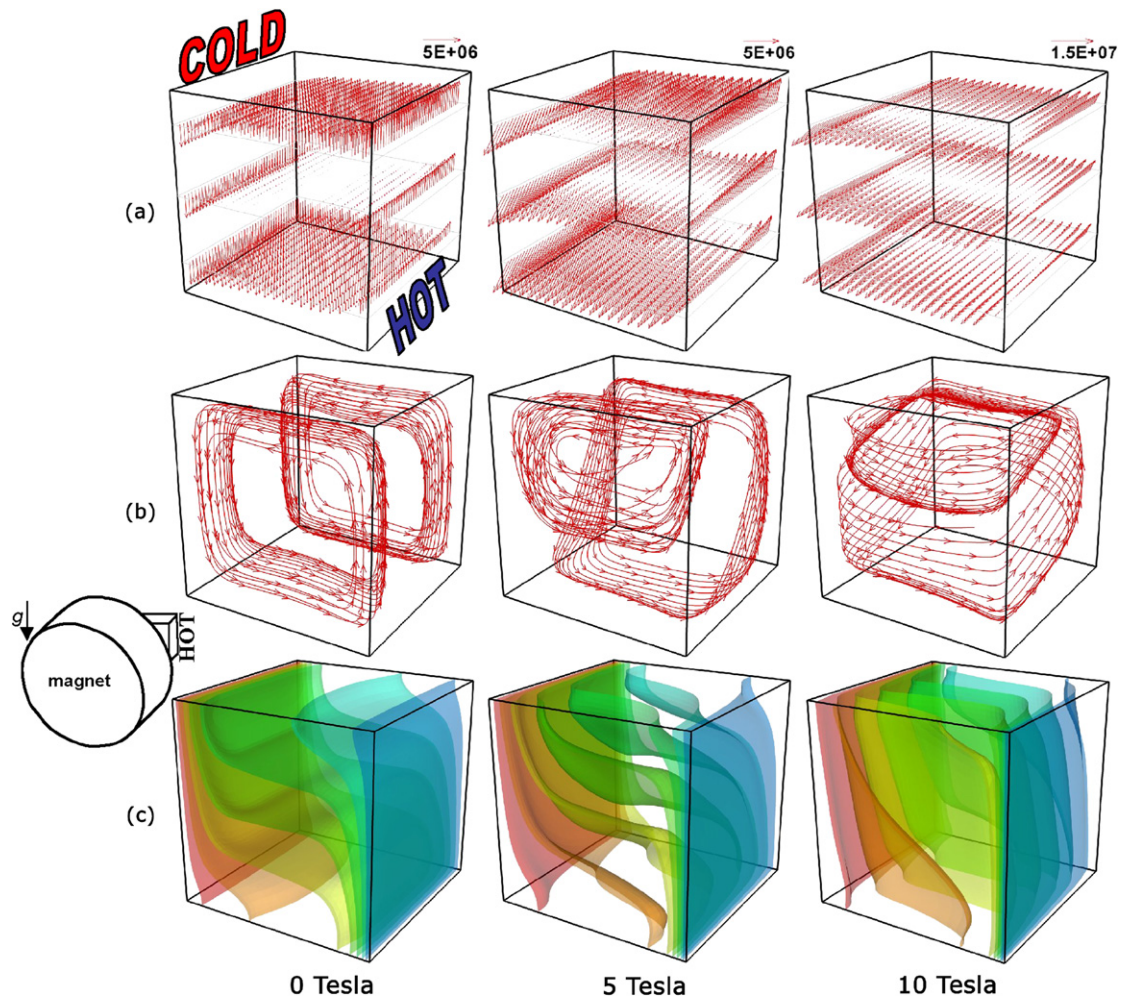 COLD
5E+06
5E+06
1.5E+07
(a)
HOT
(b)
g
HOT
magnet
(c)
0 Tesla
5 Tesla
10 Tesla